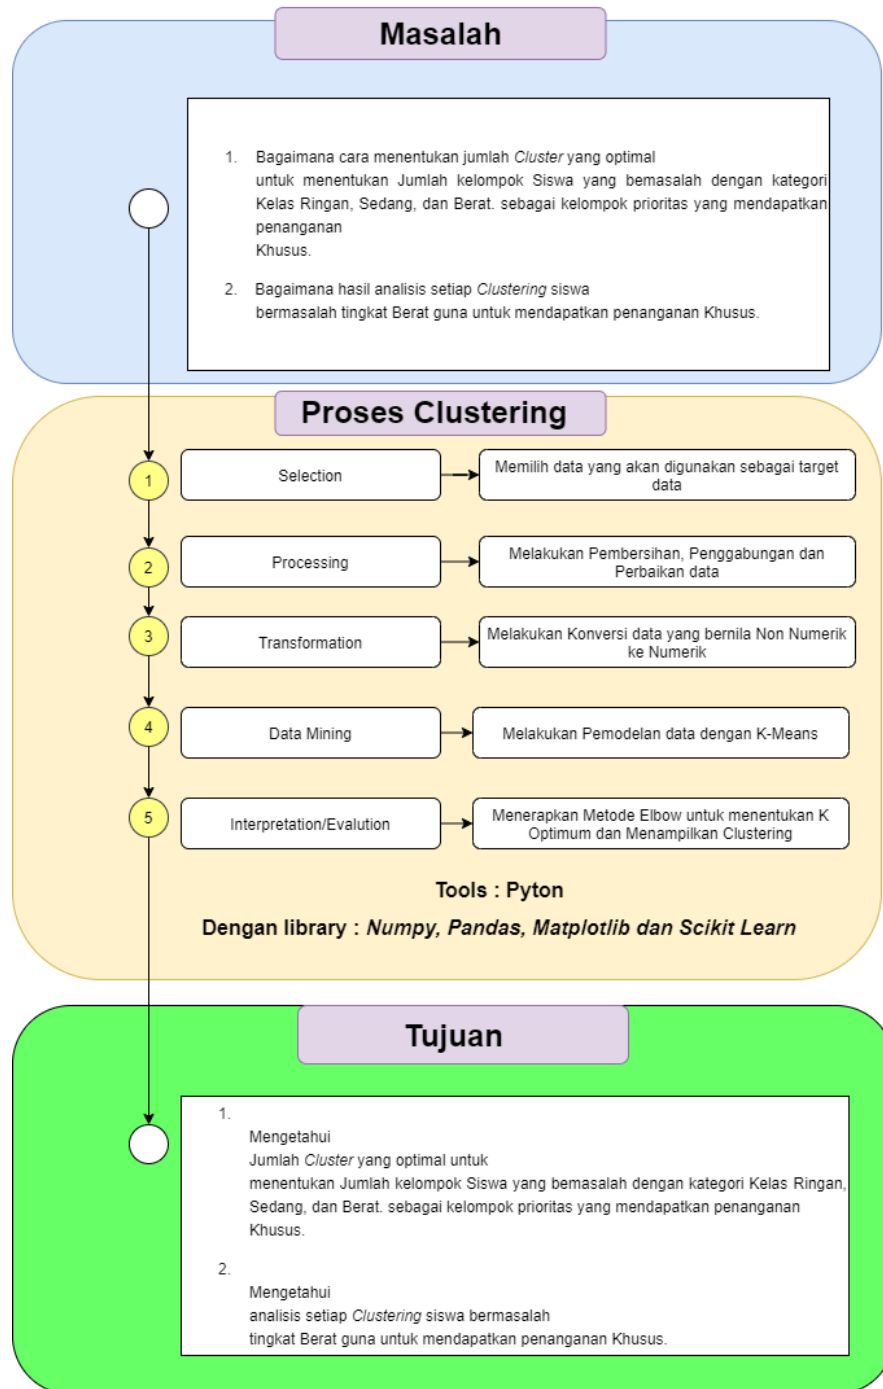 Masalah
1. Bagaimana cara menentukan jumlah Cluster yang optimal
untuk menentukan Jumlah kelompok Siswa yang bemasalah dengan kategori
Kelas Ringan, Sedang, dan Berat. sebagai kelompok prioritas yang mendapatkan
penanganan
Khusus.
2. Bagaimana hasil analisis setiap Clustering siswa
bermasalah tingkat Berat guna untuk mendapatkan penanganan Khusus.
Proses Clustering
1
Selection
Memilih data yang akan digunakan sebagai target
data
2
Processing
Melakukan Pembersihan, Penggabungan dan
Perbaikan data
3
Transformation
Melakukan Konversi data yang bernila Non Numerik
ke Numerik
4
Data Mining
Melakukan Pemodelan data dengan K-Means
5
Interpretation/Evalution
Menerapkan Metode Elbow untuk menentukan K
Optimum dan Menampilkan Clustering
Tools : Pyton
Dengan library : Numpy, Pandas, Matplotlib dan Scikit Learn
Tujuan
1.
Mengetahui
Jumlah Cluster yang optimal untuk
menentukan Jumlah kelompok Siswa yang bemasalah dengan kategori Kelas Ringan,
Sedang, dan Berat. sebagai kelompok prioritas yang mendapatkan penanganan
Khusus.
2.
Mengetahui
analisis setiap Clustering siswa bermasalah
tingkat Berat guna untuk mendapatkan penanganan Khusus.